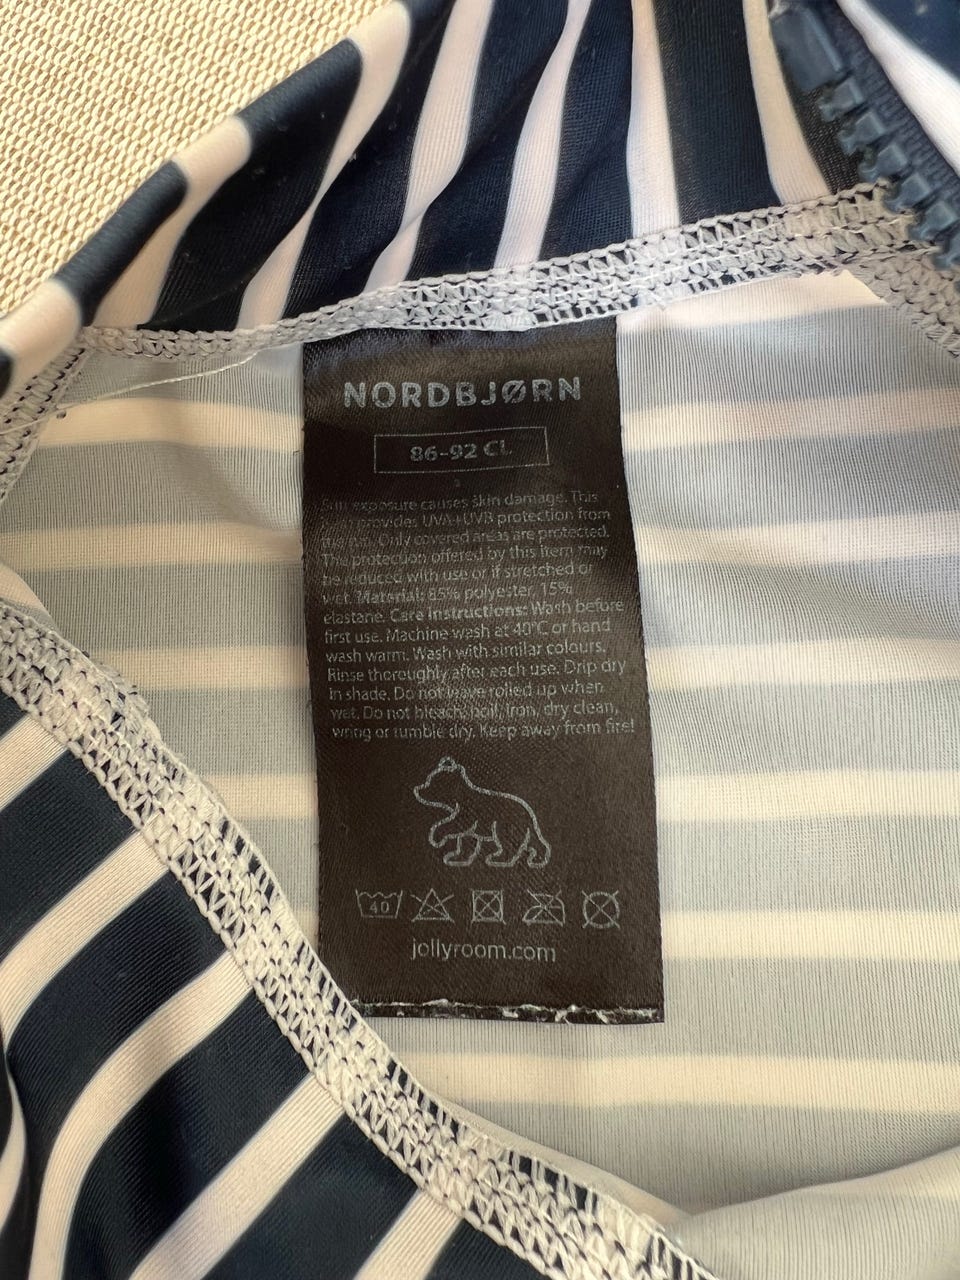 NORDBJØRN
86-92 CL
Sun exposure causes skin damage. This
provides UVA+UVB protection from
the sun. Only covered areas are protected.
The protection offered by this item may
be reduced with use or if stretched or
wet. Material: 85% polyester, 15%
elastane. Care Instructions: Wash before
first use. Machine wash at 40°C or hand
wash warm. Wash with similar colours.
Rinse thoroughly after each use. Drip dry
in shade. Do not leave rolled up when
wet. Do not bleach, boil, iron, dry clean,
wring or tumble dry. Keep away from fire!
40
jollyroom.com